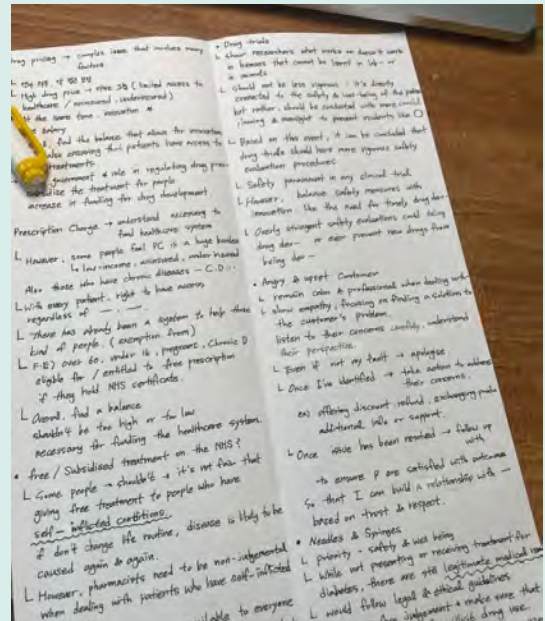 drug pricing → complex issue that involves many factors
L High drug price → (limited access to
healthcare / uninsured, underinsured)
At the same time, innovation
find the balance that allows for innovation
also ensuring that patients have access to
treatments.
government & role in regulating drug
subsidise the treatment for people
increase in funding for drug development.
Prescription Charge → understand necessary to
fund healthcare system
L However, some people feel PC is a huge burden
to low-income, uninsured, under insured
Also those who have chronic diseases - C.D...
L With every patient, right to have access
regardless of
L There has already been a system to help those
kind of people. (exemption from)
L F.E) over 60, under 16, pregnant, Chronic D
eligible for / entitled to free prescription
if they hold NHS certificate.
L Overall, find a balance
shouldn't be too high or too low
necessary for funding the healthcare system.
• free / Subsidised treatment on the NHS?
L Some people → shouldn't → it's not fair that
giving free treatment to people who have
self-inflicted conditions.
if don't change life routine, disease is likely to be
caused again & again.
L However, pharmacists need to be non-judgemental
when dealing with patients who have self-inflicted
available to everyone
• Drug trials
L Show researchers what works or doesn't work
in humans that cannot be learnt in lab- or
in animals
L Should not be less vigorous : it's directly
connected to the safety & well-being of the
but rather, should be conducted with more careful
planning & oversight to prevent incidents like
L Based on this event, it can be concluded that
drug trials should have more rigorous safety
evaluation procedures
L Safety paramount in any clinical trial
L However, balance safety measures with
innovation like the need for timely drug dev-
L Overly stringent safety evaluations could delay
drug dev- or even prevent new drugs from
being dev-
• Angry & upset Customer
L remain calm & professional when dealing
L show empathy, focusing on finding a solution to
the customer's problem.
listen to their concerns carefully, understand
their perspective.
L Even if not my fault → apologise
L Once I've identified → take action to address
their concerns.
ex) offering discount, refund, exchanging
additional info or support.
L Once issue has been resolved → follow up
with
to ensure P are satisfied with outcome
so that I can build a relationship with
based on trust & respect.
• Needles & Syringes
L priority - safety & well being
L While not presenting or receiving treatment for
diabetes, there are still legitimate medical
L would follow legal & ethical guidelines
judgement & make sure that
illicit drug use.